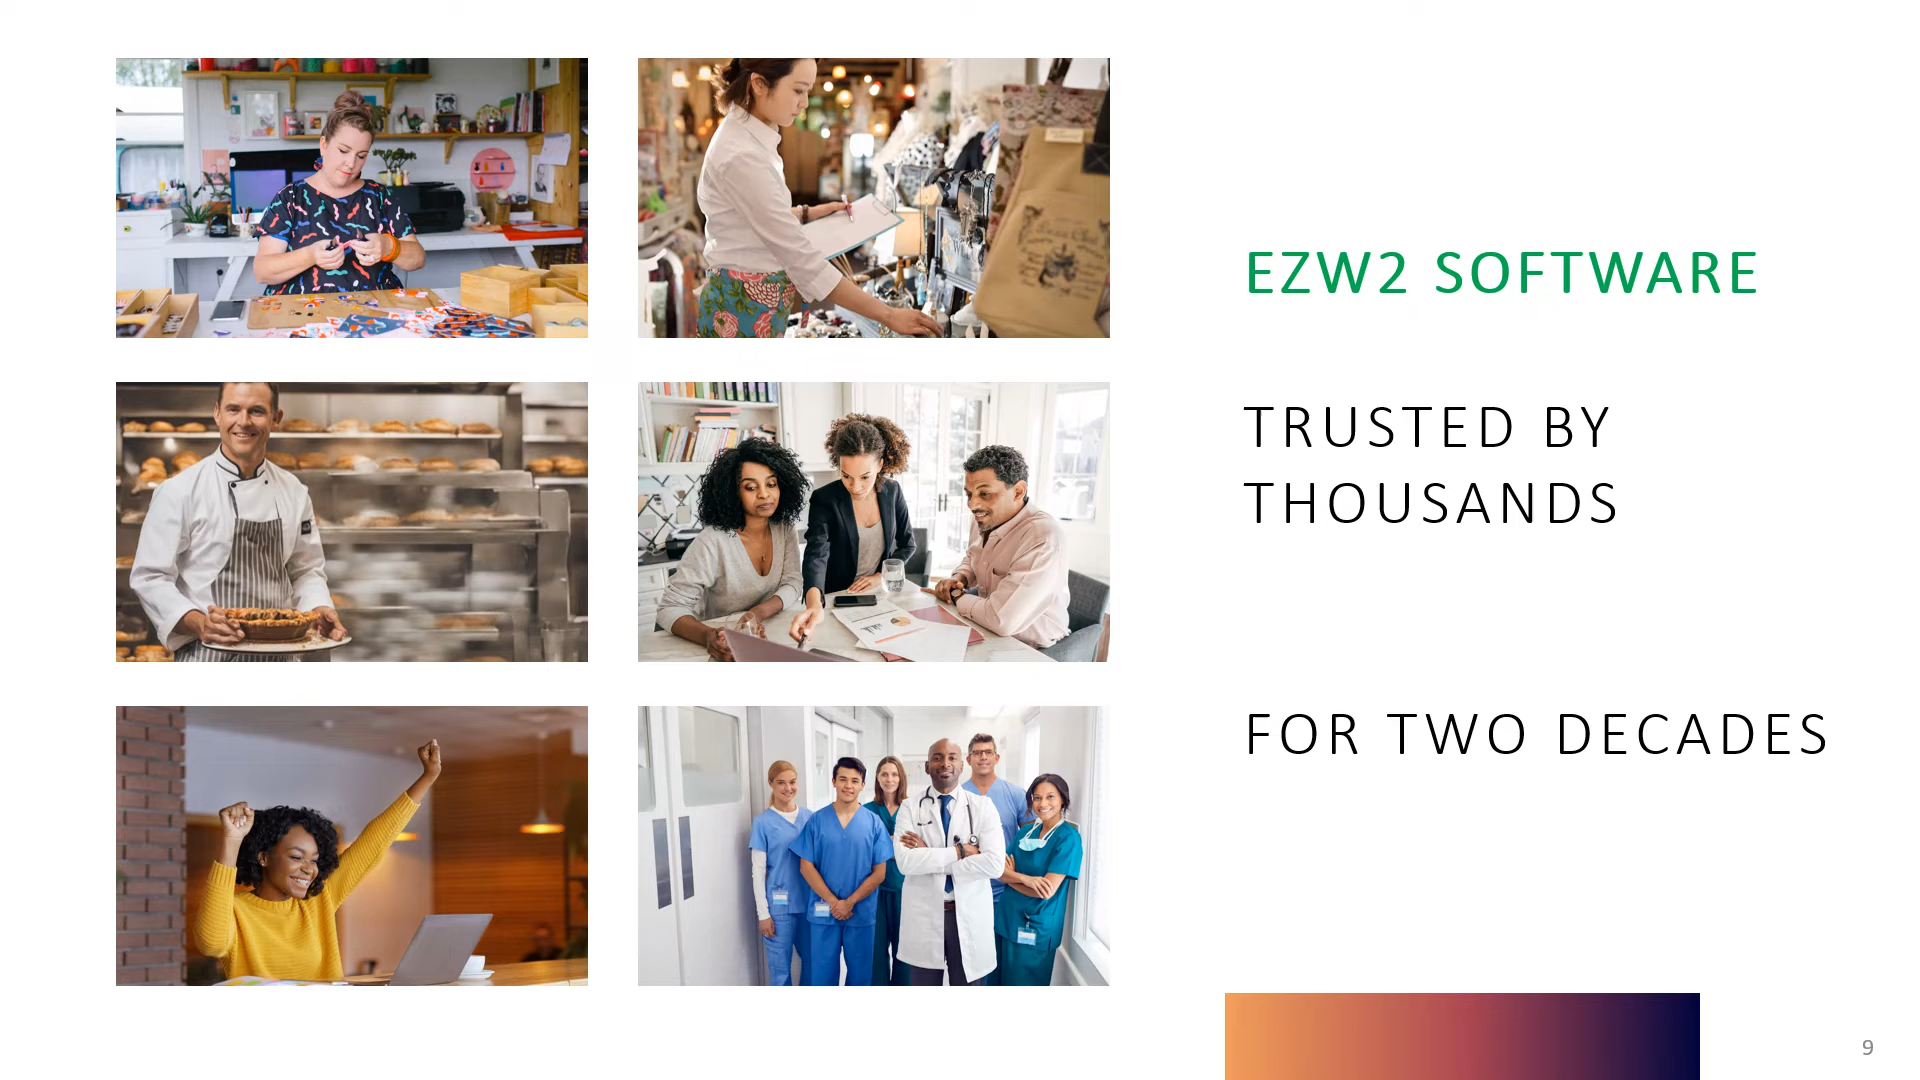 EZW2 SOFTWARE
TRUSTED BY
THOUSANDS
FOR TWO DECADES
9